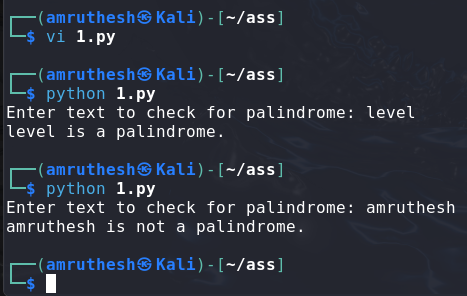 ┌──(amruthesh㉿Kali)-[~/ass]
└─$ vi 1.py
┌──(amruthesh㉿Kali)-[~/ass]
└─$ python 1.py
Enter text to check for palindrome: level
level is a palindrome.
┌──(amruthesh㉿Kali)-[~/ass]
└─$ python 1.py
Enter text to check for palindrome: amruthesh
amruthesh is not a palindrome.
┌──(amruthesh㉿Kali)-[~/ass]
└─$